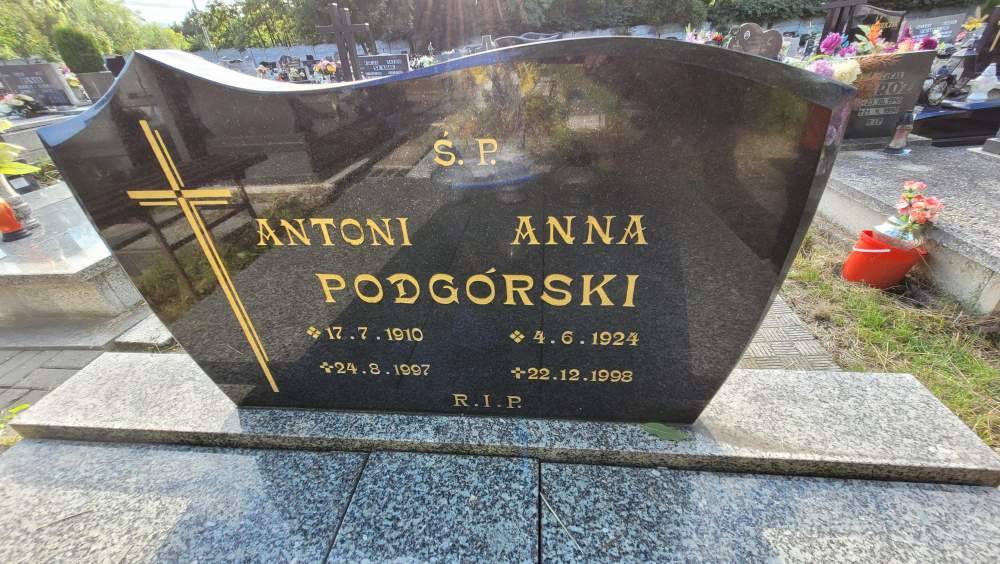 Ś. P.
ANTONI ANNA
PODGÓRSKI
17.7.1910 4.6.1924
24.8.1997 22.12.1998
R.I.P.